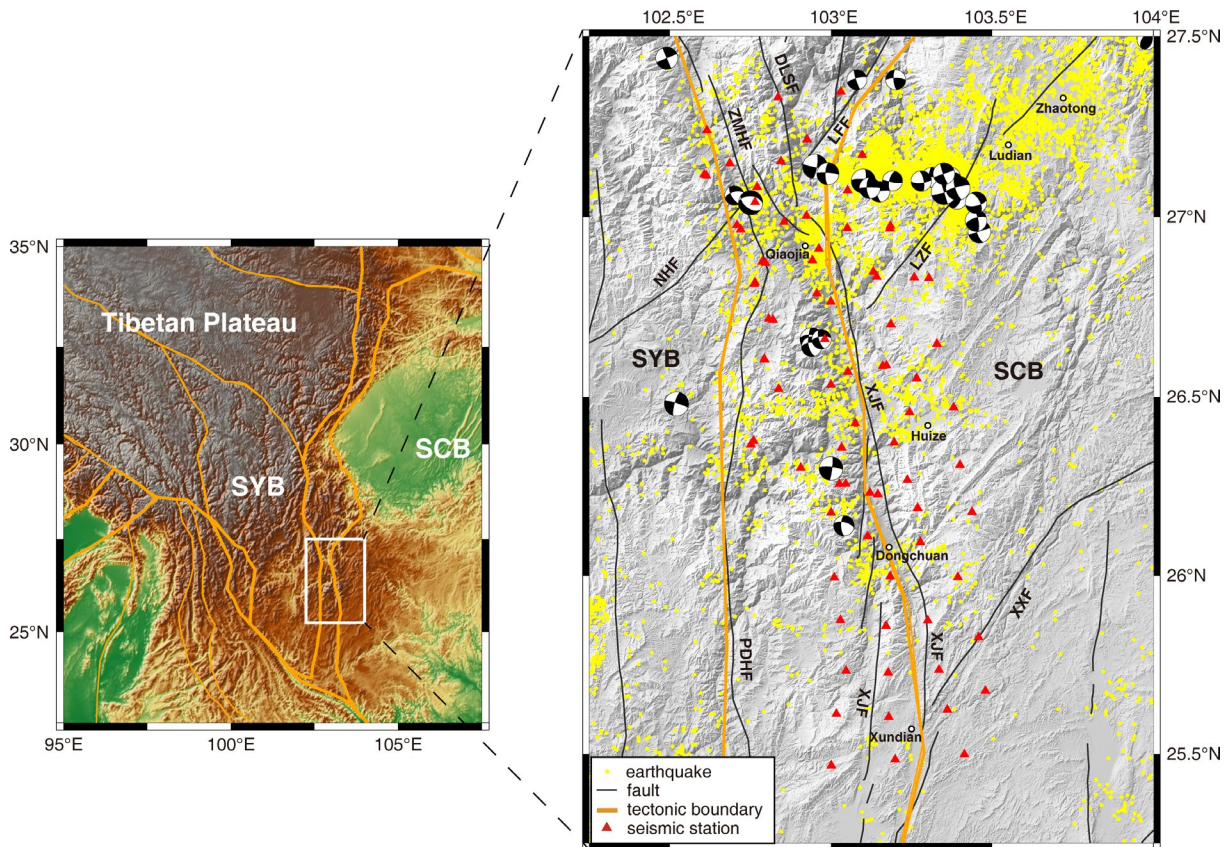 102.5°E 103°E 103.5°E 104°E
27.5°N
DLSF
ZMHF
LFF
Zhaotong
Ludian
27°N
Qiaojia
NHF
LZF
35°N
Tibetan Plateau
SYB
SCB
26.5°N
XJF
30°N
SCB
SYB
Huize
Dongchuan
26°N
XXF
25°N
PDHF
XJF
XJF
Xundian
25.5°N
95°E 100°E 105°E
earthquake
fault
tectonic boundary
seismic station